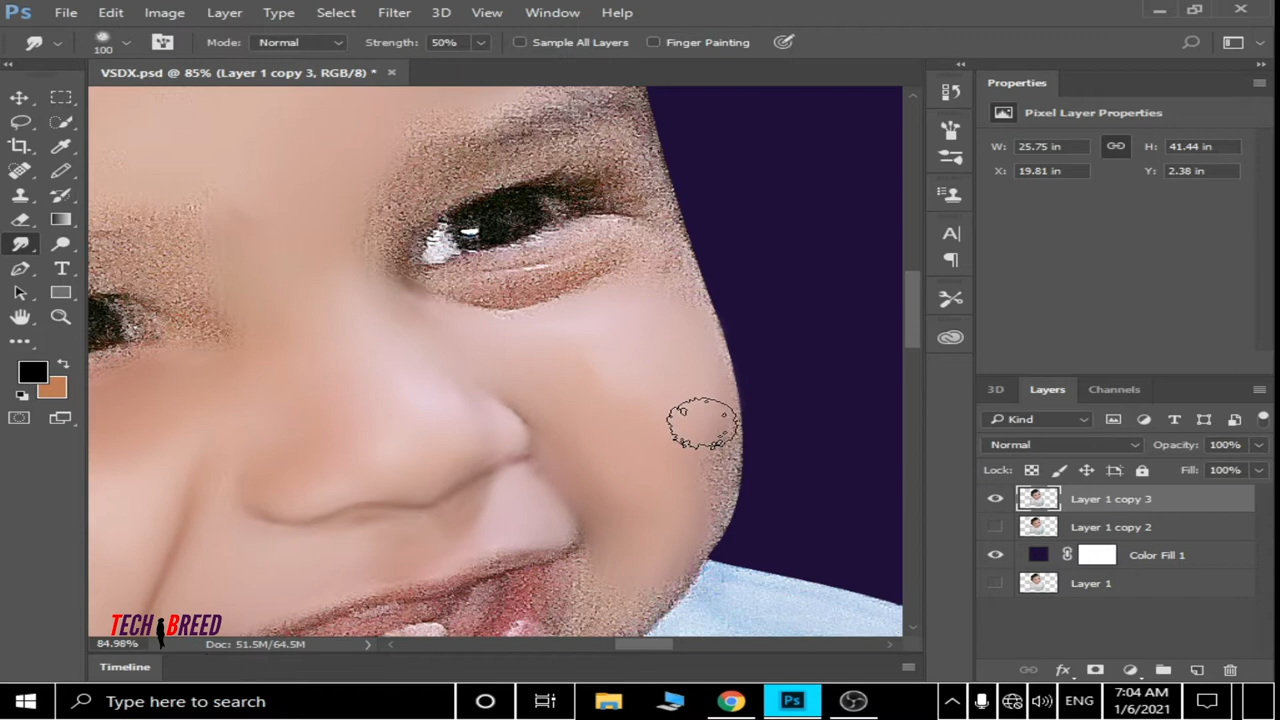 Ps File Edit Image Layer Type Select Filter 3D View Window Help
100 Mode: Normal Strength: 50% Sample All Layers Finger Painting
VSDX.psd @ 85% (Layer 1 copy 3, RGB/8) *
Properties
Pixel Layer Properties
W: 25.75 in H: 41.44 in
X: 19.81 in Y: 2.38 in
3D Layers Channels
Kind
Normal Opacity: 100%
Lock: Fill: 100%
Layer 1 copy 3
Layer 1 copy 2
Color Fill 1
Layer 1
TECH BREED
84.98% Doc: 51.5M/64.5M
Timeline
Type here to search
Ps
ENG
7:04 AM
1/6/2021